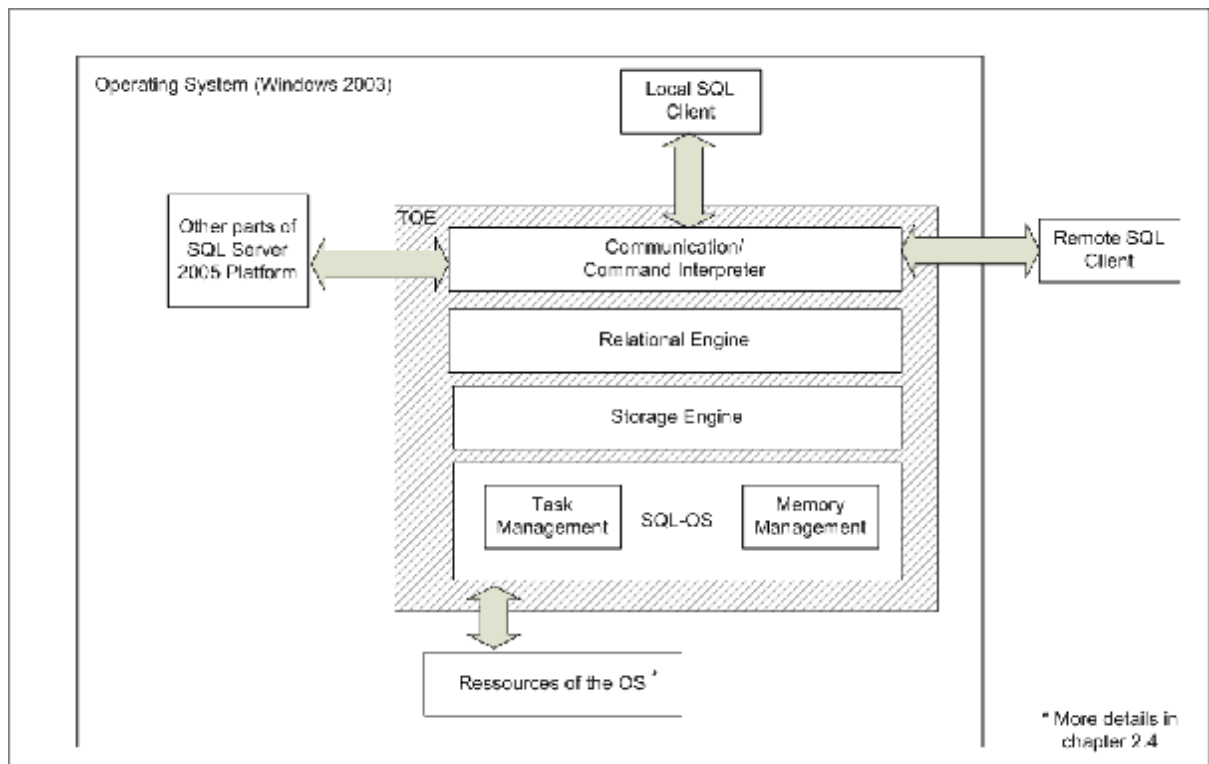 Operating System (Windows 2003)
Local SQL
Client
Other parts of
SQL Server
2005 Platform
TOE
Communication/
Command Interpreter
Remote SQL
Client
Relational Engine
Storage Engine
Task
Management
SQL-OS
Memory
Management
Ressources of the OS *
* More details in
chapter 2.4